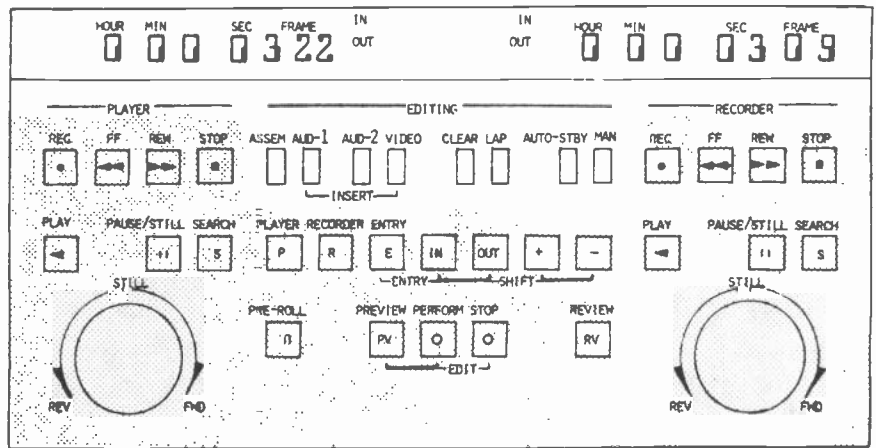 HOUR MIN SEC FRAME IN IN HOUR MIN SEC FRAME
0 0 0 0 3 22 OUT OUT 0 0 0 0 3 0 9
PLAYER EDITING RECORDER
REC FF REW STOP ASSEM AUD-1 AUD-2 VIDEO CLEAR LAP AUTO-STBY MAN REC FF REW STOP
INSERT
PLAY PAUSE/STILL SEARCH PLAYER RECORDER ENTRY PLAY PAUSE/STILL SEARCH
S P R E IN OUT + - S
ENTRY SHIFT
STILL STILL
PRE-ROLL PREVIEW PERFORM STOP REVIEW
PV RV
EDIT
REV FWD REV FWD